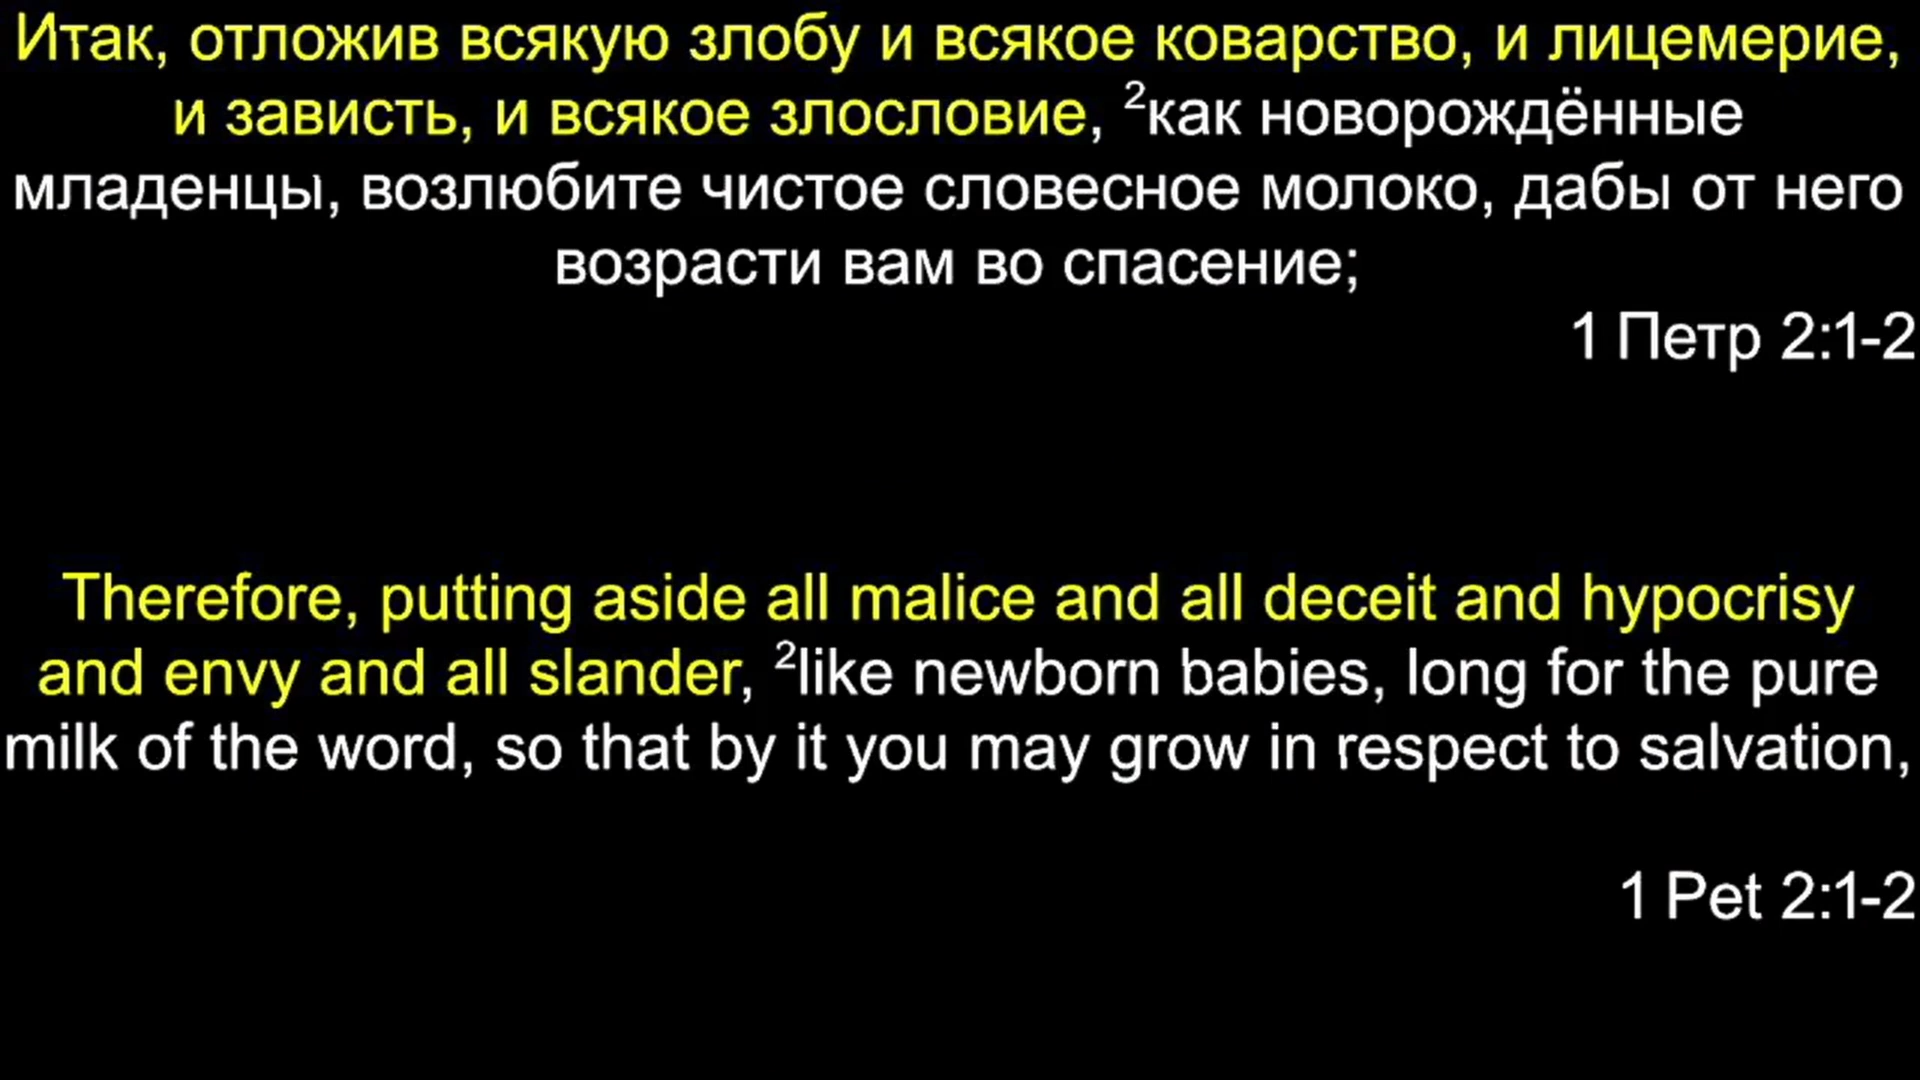 Итак, отложив всякую злобу и всякое коварство, и лицемерие,
и зависть, и всякое злословие, ²как новорождённые
младенцы, возлюбите чистое словесное молоко, дабы от него
возрасти вам во спасение;
1 Петр 2:1-2
Therefore, putting aside all malice and all deceit and hypocrisy
and envy and all slander, ²like newborn babies, long for the pure
milk of the word, so that by it you may grow in respect to salvation,
1 Pet 2:1-2